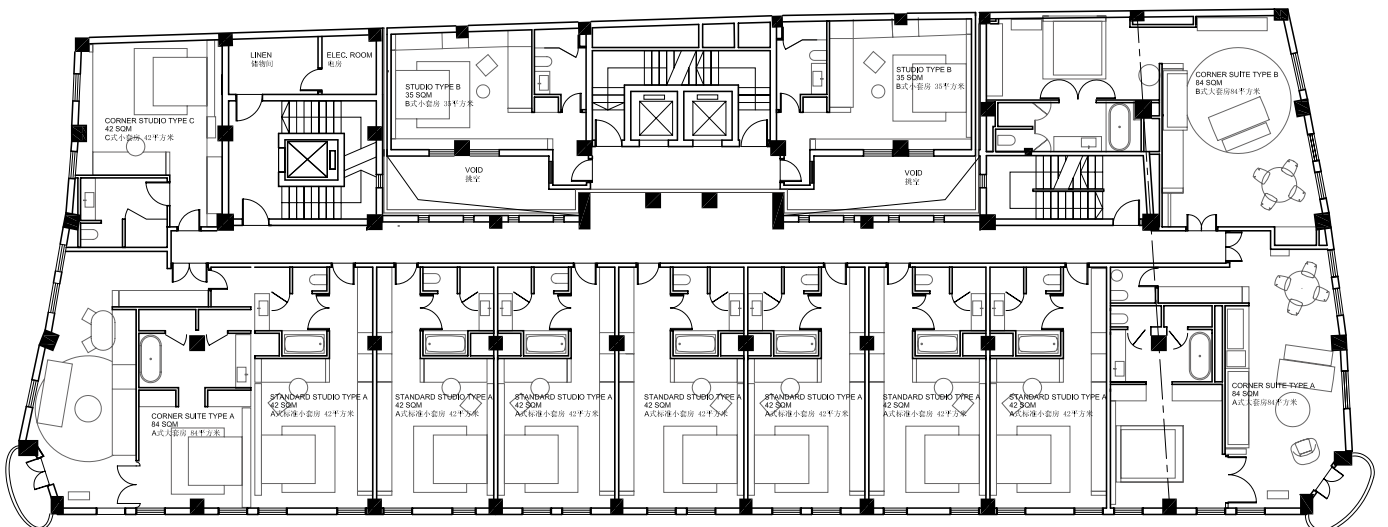 LINEN
储物间
ELEC. ROOM
电房
CORNER STUDIO TYPE C
42 SQM
C式小套房 42平方米
STUDIO TYPE B
35 SQM
B式小套房 35平方米
VOID
挑空
STUDIO TYPE B
35 SQM
B式小套房 35平方米
VOID
挑空
CORNER SUITE TYPE B
84 SQM
B式大套房84平方米
CORNER SUITE TYPE A
84 SQM
A式大套房 84平方米
STANDARD STUDIO TYPE A
42 SQM
A式标准小套房 42平方米
STANDARD STUDIO TYPE A
42 SQM
A式标准小套房 42平方米
STANDARD STUDIO TYPE A
42 SQM
A式标准小套房 42平方米
STANDARD STUDIO TYPE A
42 SQM
A式标准小套房 42平方米
STANDARD STUDIO TYPE A
42 SQM
A式标准小套房 42平方米
STANDARD STUDIO TYPE A
42 SQM
A式标准小套房 42平方米
STANDARD STUDIO TYPE A
42 SQM
A式标准小套房 42平方米
CORNER SUITE TYPE A
84 SQM
A式大套房84平方米